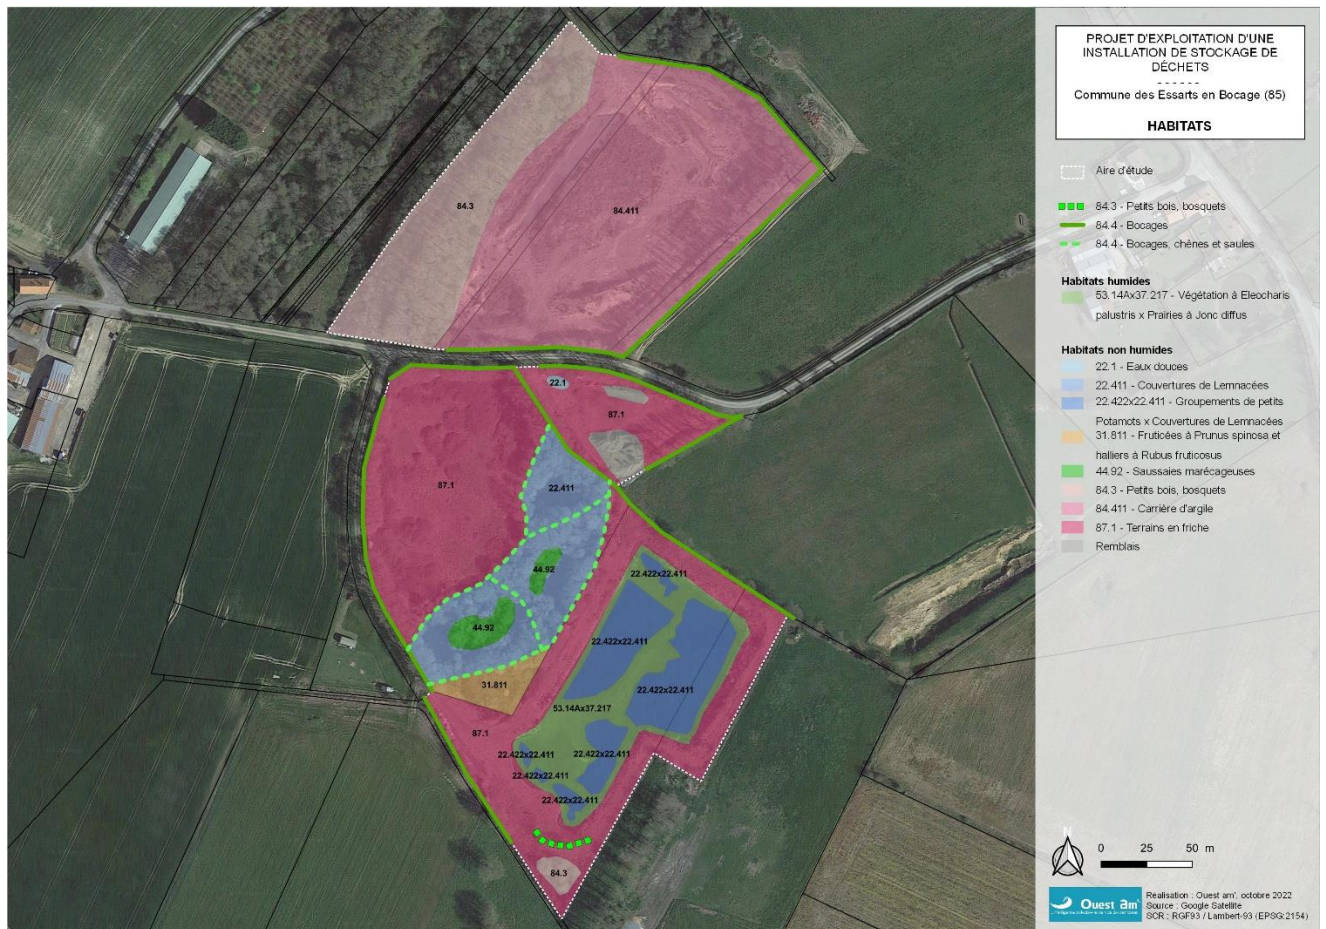 PROJET D'EXPLOITATION D'UNE
INSTALLATION DE STOCKAGE DE
DÉCHETS
------
Commune des Essarts en Bocage (85)
HABITATS
Aire d'étude
84.3 - Petits bois, bosquets
84.4 - Bocages
84.4 - Bocages, chênes et saules
Habitats humides
53.14Ax37.217 - Végétation à Eleocharis
palustris x Prairies à Jonc diffus
Habitats non humides
22.1 - Eaux douces
22.411 - Couvertures de Lemnacées
22.422x22.411 - Groupements de petits
Potamots x Couvertures de Lemnacées
31.811 - Fruticées à Prunus spinosa et
halliers à Rubus fruticosus
44.92 - Saussaies marécageuses
84.3 - Petits bois, bosquets
84.411 - Carrière d'argile
87.1 - Terrains en friche
Remblais
84.3
84.411
22.1
87.1
87.1
22.411
44.92
44.92
31.811
87.1
22.422x22.411
22.422x22.411
22.422x22.411
53.14Ax37.217
22.422x22.411
22.422x22.411
22.422x22.411
22.422x22.411
84.3
N
0 25 50 m
Ouest am'
Réalisation : Ouest am', octobre 2022
Source : Google Satellite
SCR : RGF93 / Lambert-93 (EPSG:2154)